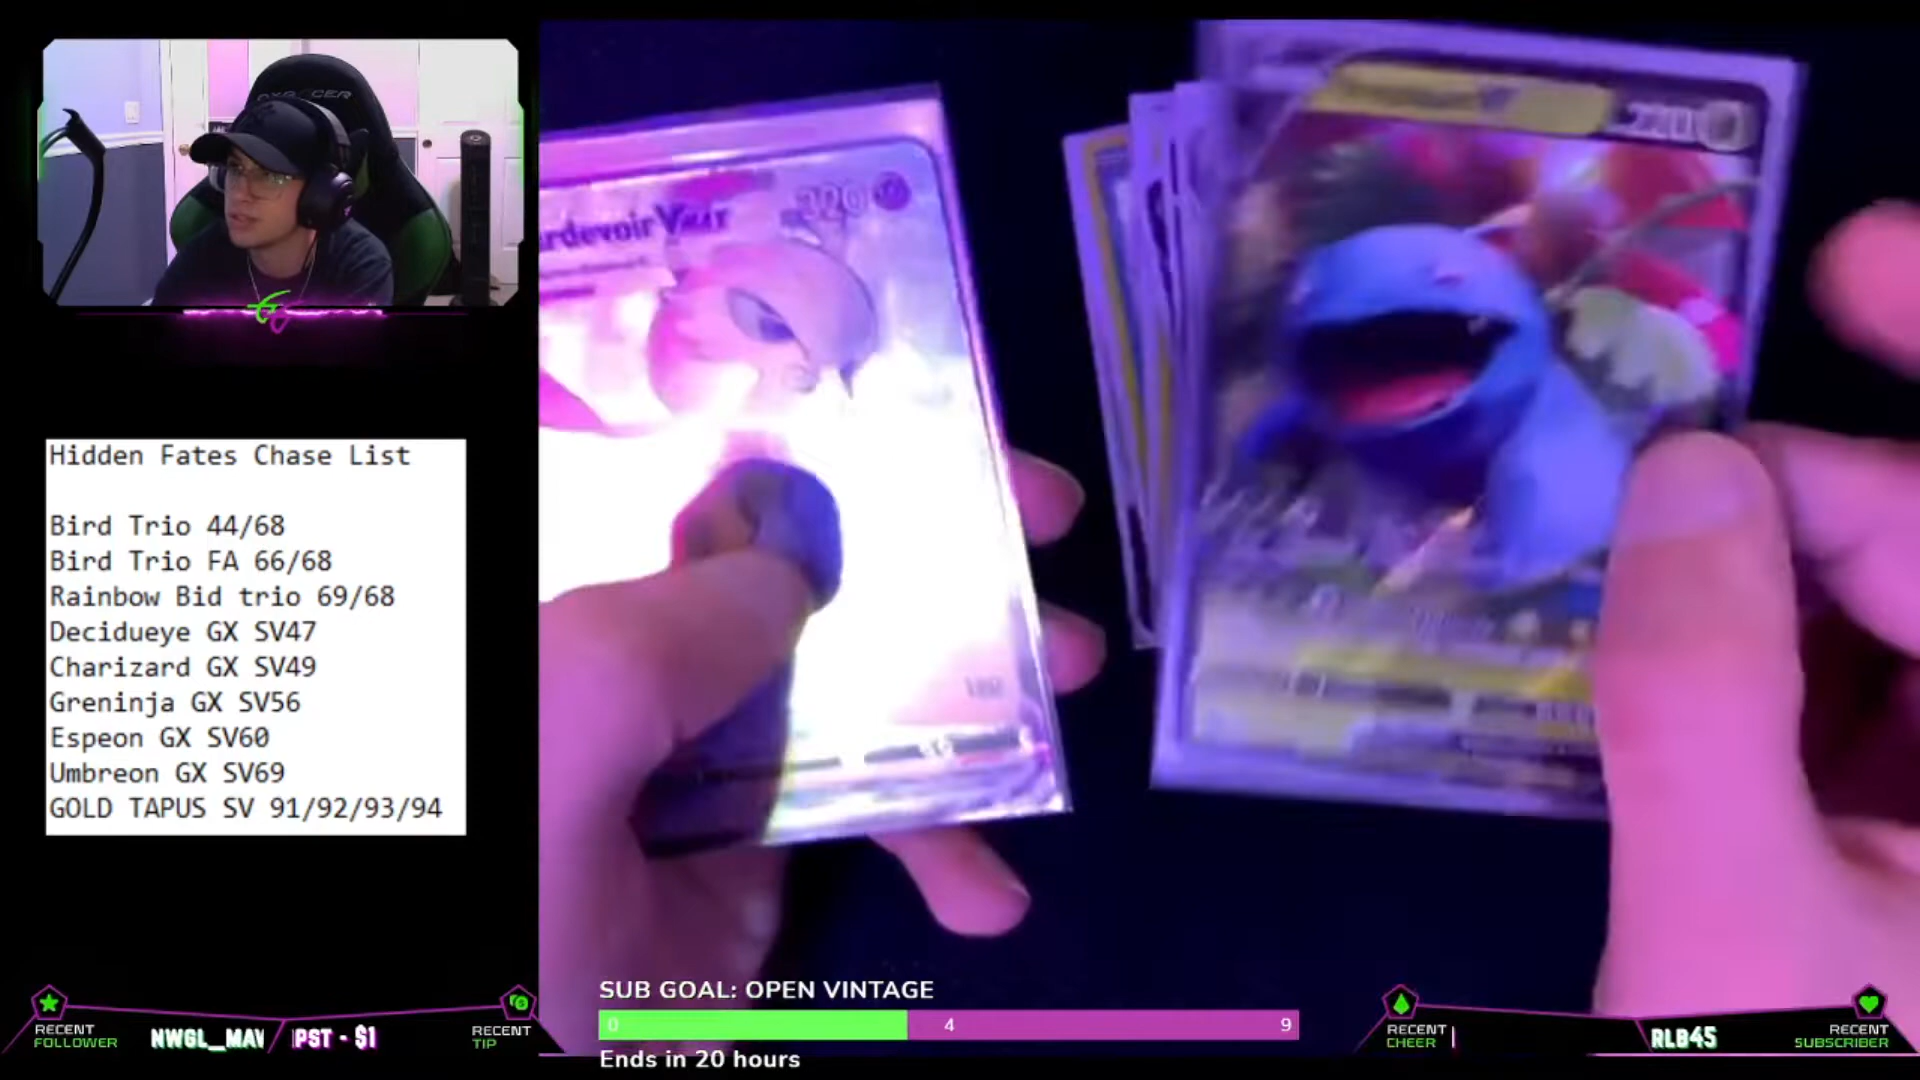 Hidden Fates Chase List
Bird Trio 44/68
Bird Trio FA 66/68
Rainbow Bid trio 69/68
Decidueye GX SV47
Charizard GX SV49
Greninja GX SV56
Espeon GX SV60
Umbreon GX SV69
GOLD TAPUS SV 91/92/93/94
rdevoir VMAX
320
220
SUB GOAL: OPEN VINTAGE
0 4 9
Ends in 20 hours
RECENT FOLLOWER
NWGL_MAV
PST - $1
RECENT TIP
RECENT CHEER
RLB45
RECENT SUBSCRIBER